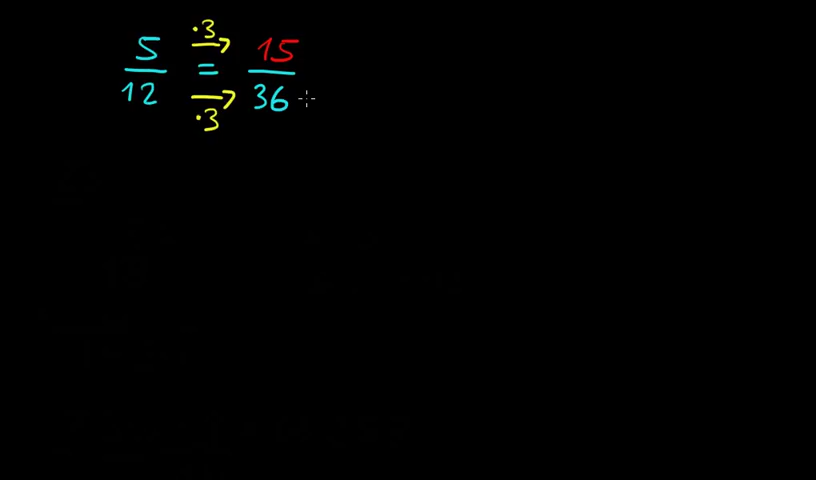 ·3
5/12 = 15/36
·3